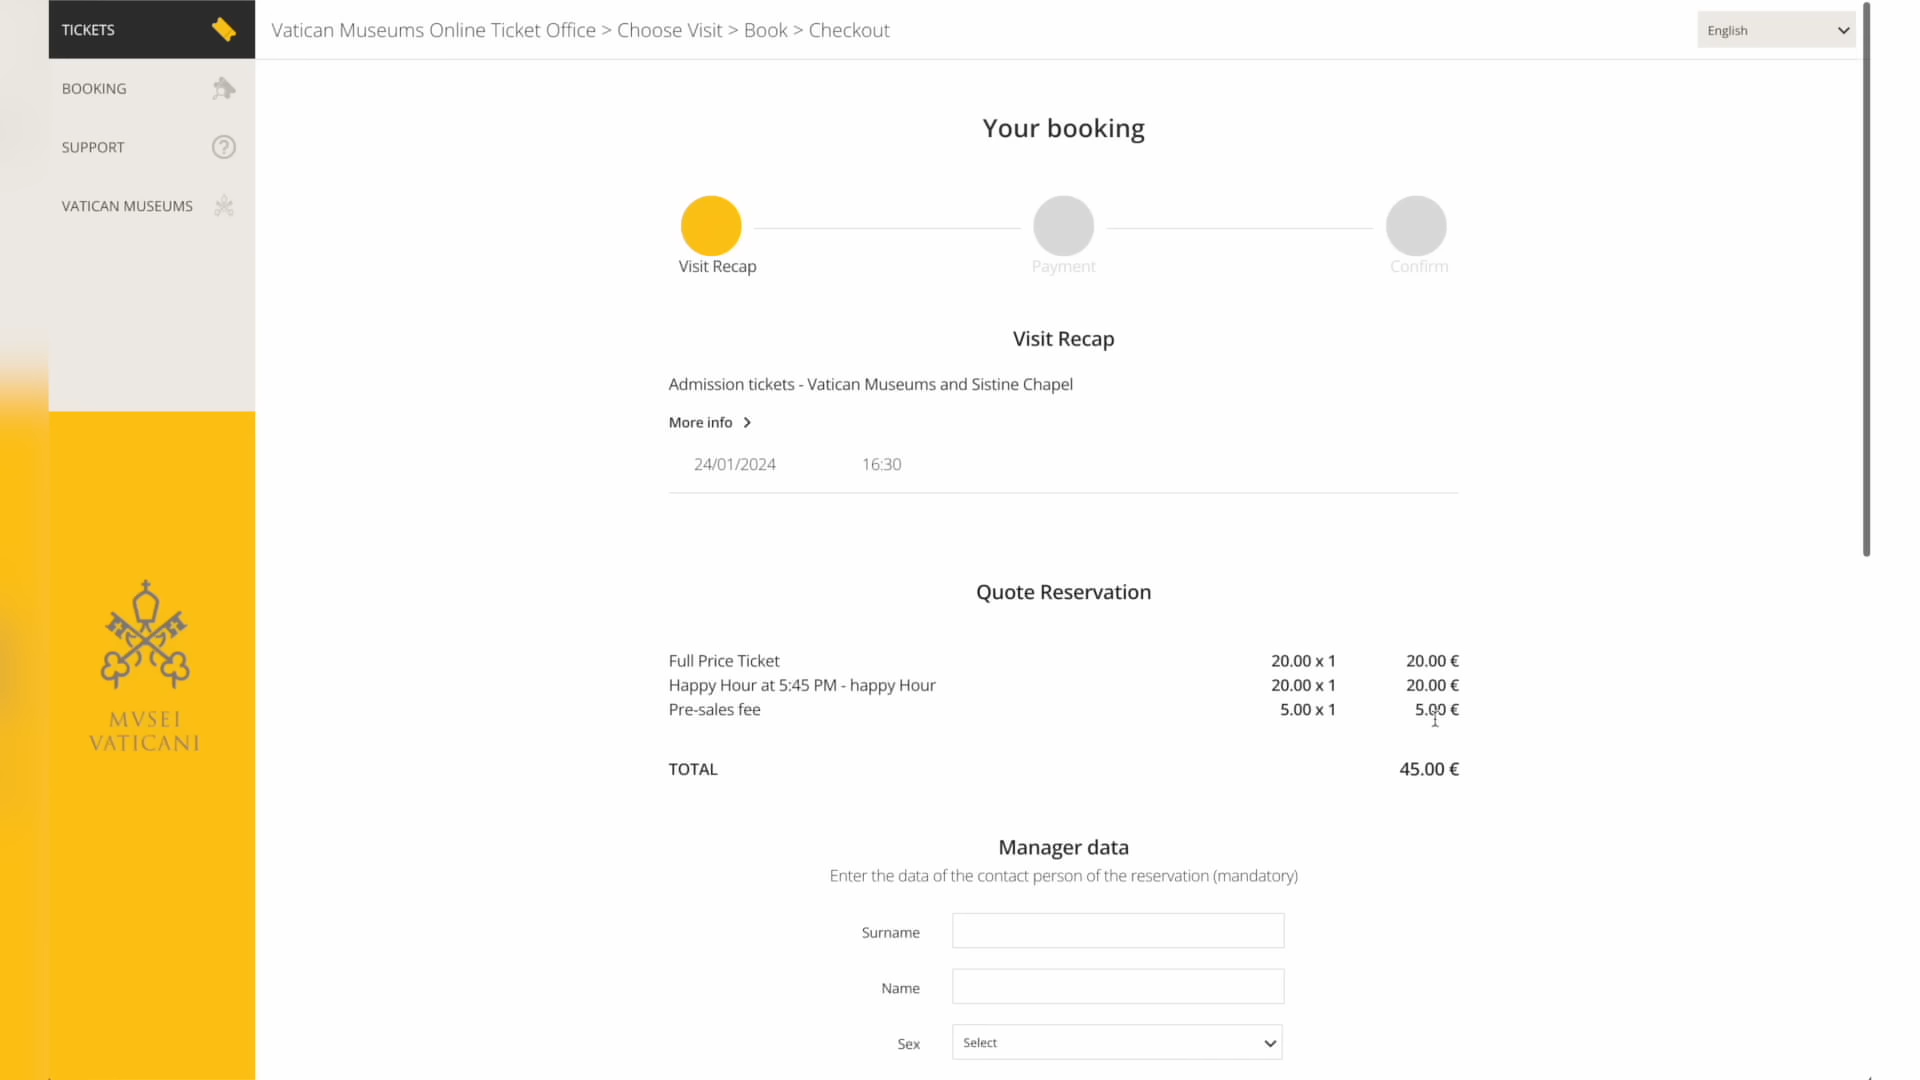 TICKETS
Vatican Museums Online Ticket Office > Choose Visit > Book > Checkout
English
BOOKING
SUPPORT
?
VATICAN MUSEUMS
Your booking
Visit Recap
Payment
Confirm
Visit Recap
Admission tickets - Vatican Museums and Sistine Chapel
More info >
24/01/2024 16:30
Quote Reservation
Full Price Ticket 20.00 x 1 20.00 €
Happy Hour at 5:45 PM - happy Hour 20.00 x 1 20.00 €
Pre-sales fee 5.00 x 1 5.00 €
TOTAL 45.00 €
MVSEI
VATICANI
Manager data
Enter the data of the contact person of the reservation (mandatory)
Surname
Name
Sex Select